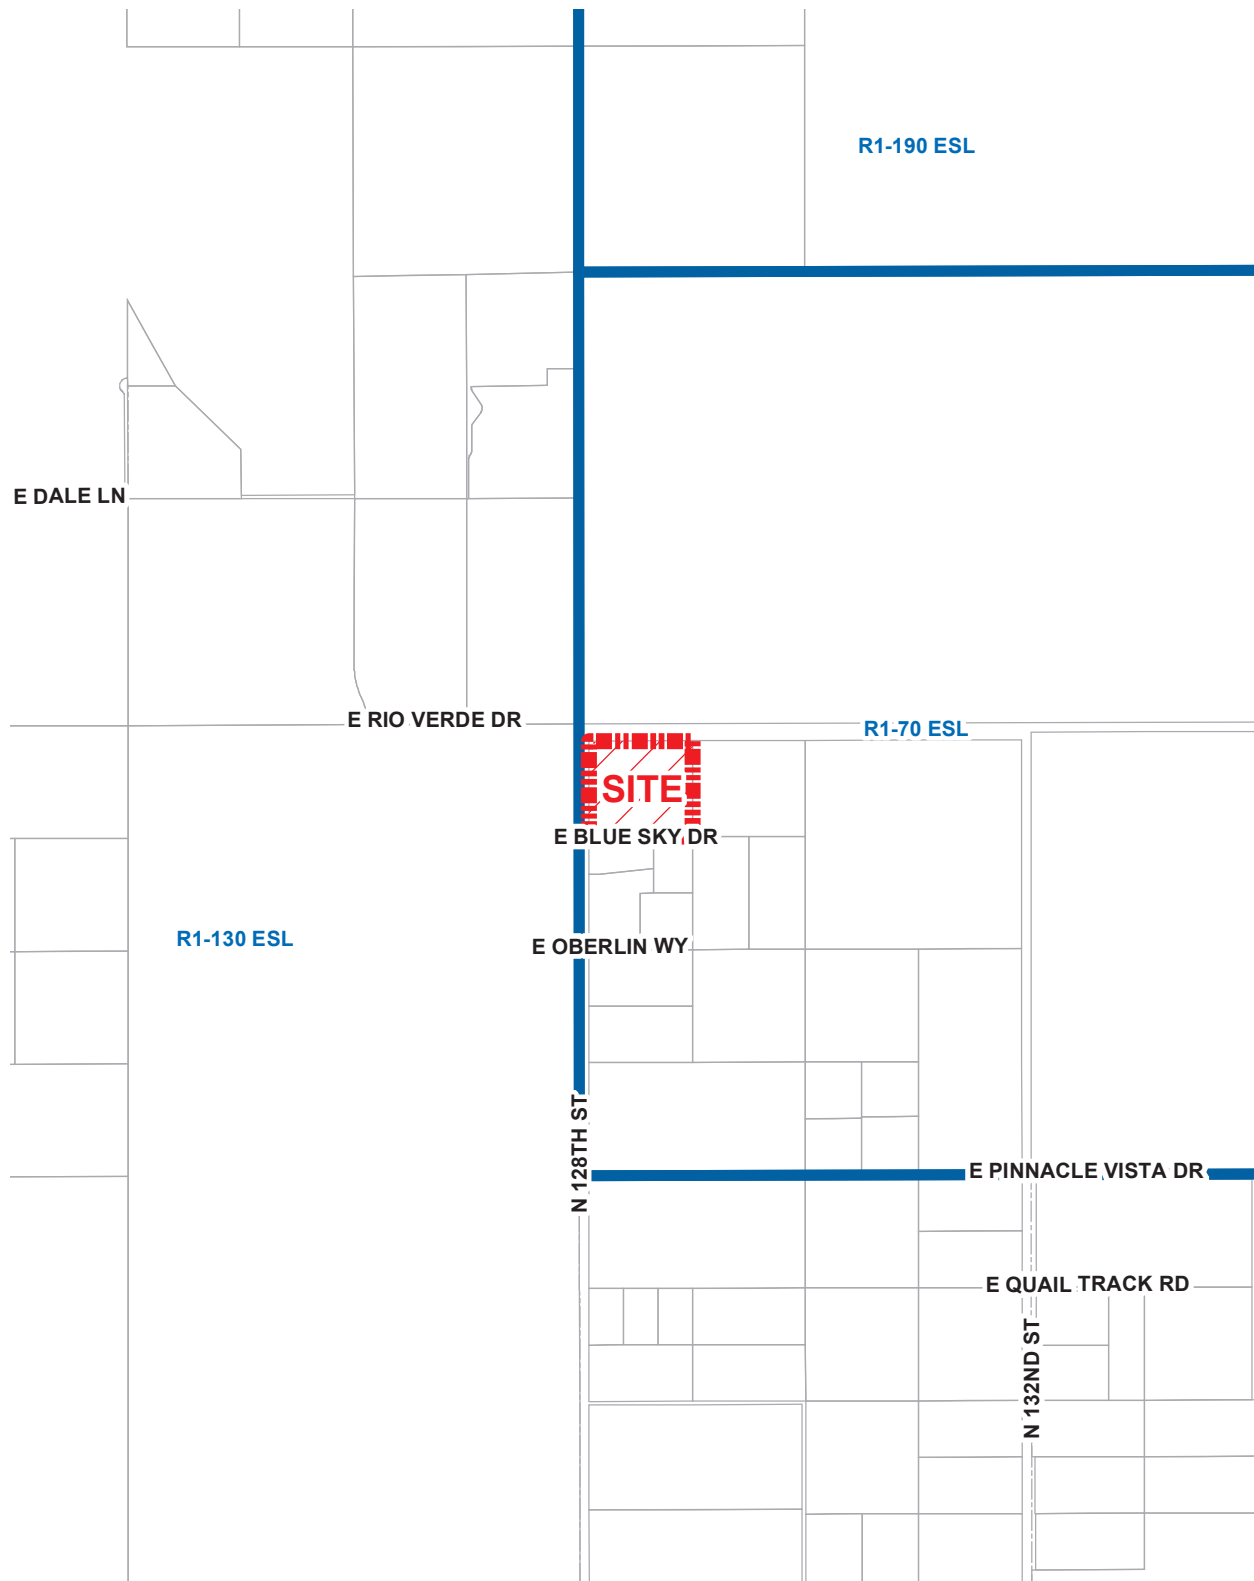 R1-190 ESL
E DALE LN
E RIO VERDE DR
R1-70 ESL
SITE
E BLUE SKY DR
R1-130 ESL
E OBERLIN WY
N 128TH ST
E PINNACLE VISTA DR
E QUAIL TRACK RD
N 132ND ST